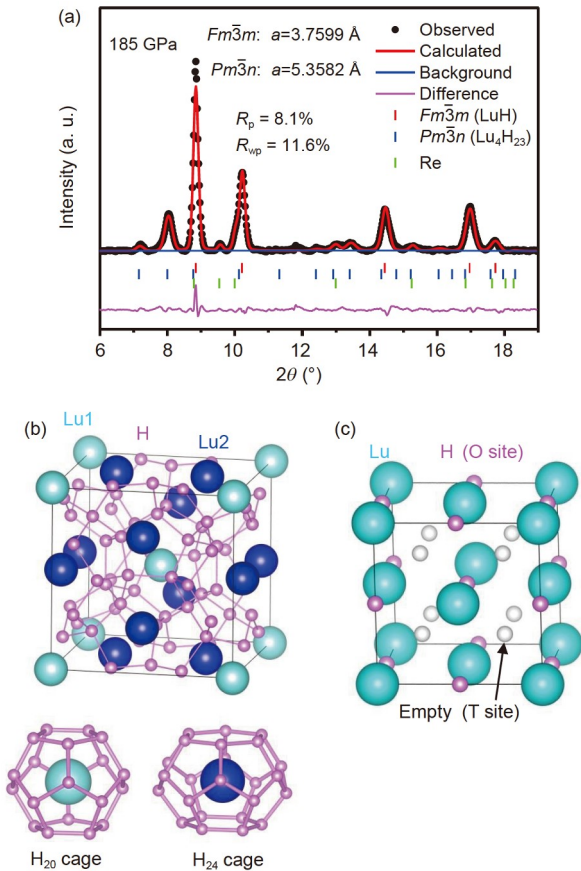 (a)
185 GPa
Fm3̅m: a=3.7599 Å
Pm3̅n: a=5.3582 Å
R_p = 8.1%
R_wp = 11.6%
Observed
Calculated
Background
Difference
Fm3̅m (LuH)
Pm3̅n (Lu₄H₂₃)
Re
Intensity (a. u.)
6 8 10 12 14 16 18
2θ (°)
(b)
Lu1
H
Lu2
H₂₀ cage
H₂₄ cage
(c)
Lu
H (O site)
Empty (T site)